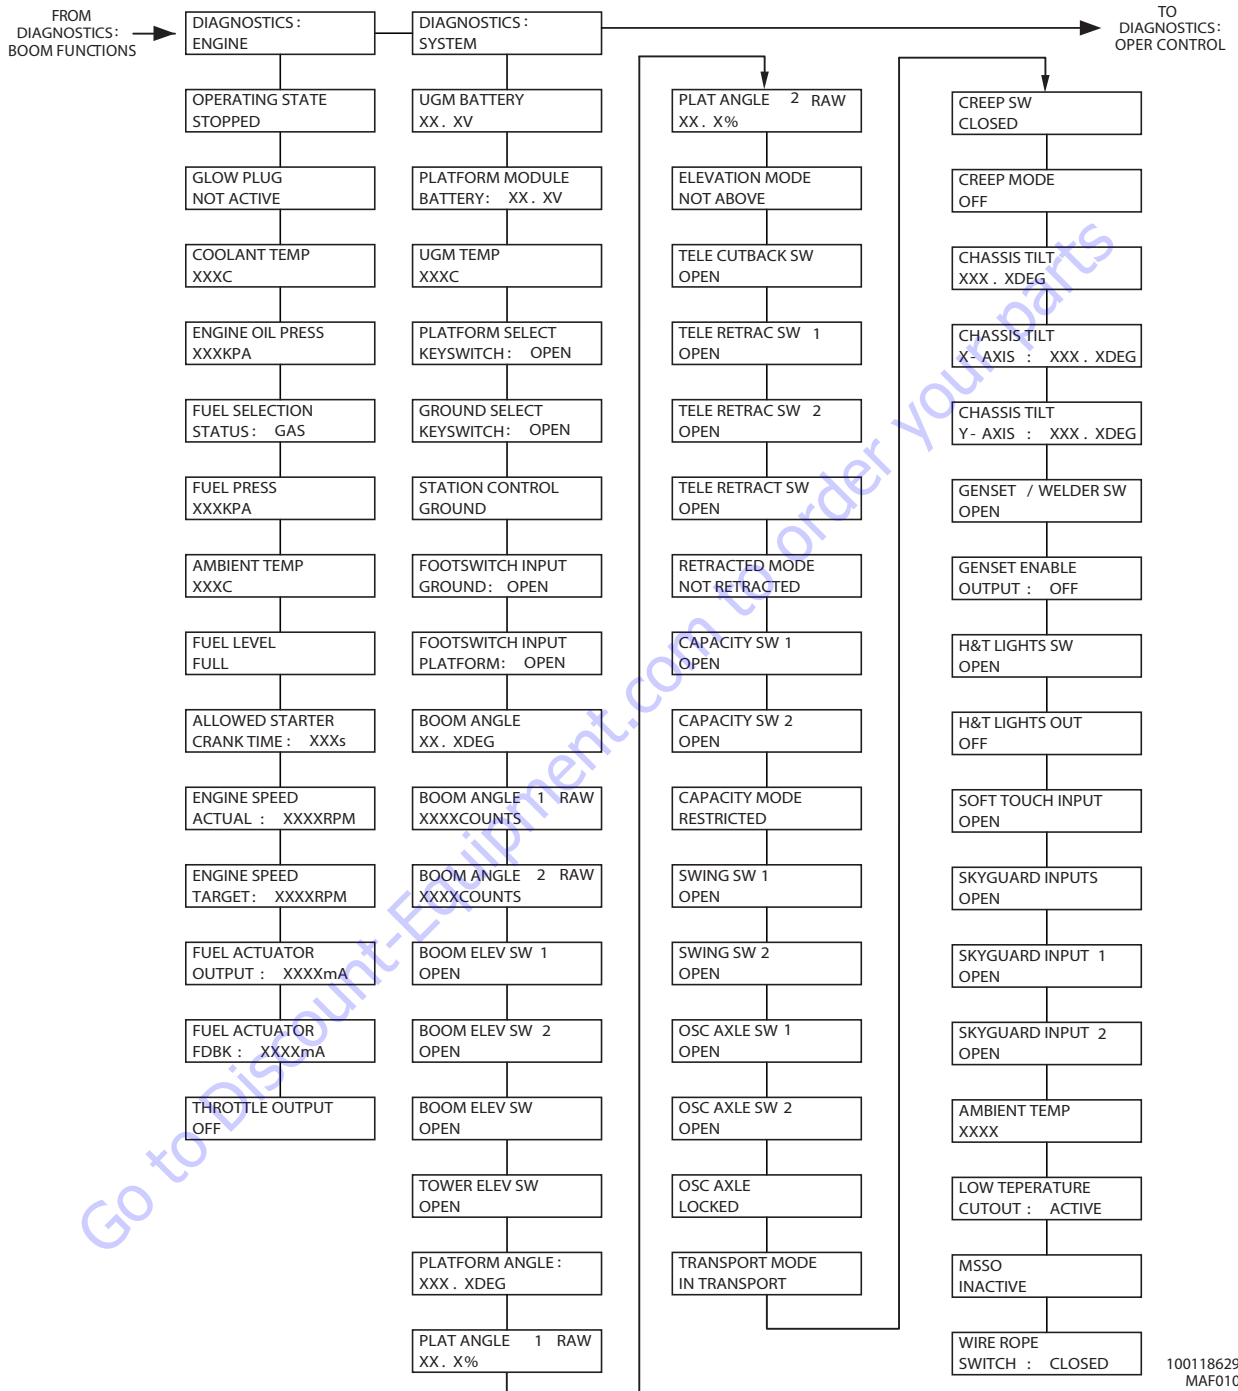 FROM
DIAGNOSTICS:
BOOM FUNCTIONS
DIAGNOSTICS:
ENGINE
DIAGNOSTICS:
SYSTEM
TO
DIAGNOSTICS:
OPER CONTROL
OPERATING STATE
STOPPED
GLOW PLUG
NOT ACTIVE
COOLANT TEMP
XXXC
ENGINE OIL PRESS
XXXKPA
FUEL SELECTION
STATUS: GAS
FUEL PRESS
XXXKPA
AMBIENT TEMP
XXXC
FUEL LEVEL
FULL
ALLOWED STARTER
CRANK TIME: XXXs
ENGINE SPEED
ACTUAL : XXXXRPM
ENGINE SPEED
TARGET: XXXXRPM
FUEL ACTUATOR
OUTPUT : XXXXmA
FUEL ACTUATOR
FDBK : XXXXmA
THROTTLE OUTPUT
OFF
UGM BATTERY
XX. XV
PLATFORM MODULE
BATTERY: XX. XV
UGM TEMP
XXXC
PLATFORM SELECT
KEYSWITCH: OPEN
GROUND SELECT
KEYSWITCH: OPEN
STATION CONTROL
GROUND
FOOTSWITCH INPUT
GROUND: OPEN
FOOTSWITCH INPUT
PLATFORM: OPEN
BOOM ANGLE
XX. XDEG
BOOM ANGLE 1 RAW
XXXXCOUNTS
BOOM ANGLE 2 RAW
XXXXCOUNTS
BOOM ELEV SW 1
OPEN
BOOM ELEV SW 2
OPEN
BOOM ELEV SW
OPEN
TOWER ELEV SW
OPEN
PLATFORM ANGLE:
XXX. XDEG
PLAT ANGLE 1 RAW
XX. X%
PLAT ANGLE 2 RAW
XX. X%
ELEVATION MODE
NOT ABOVE
TELE CUTBACK SW
OPEN
TELE RETRAC SW 1
OPEN
TELE RETRAC SW 2
OPEN
TELE RETRACT SW
OPEN
RETRACTED MODE
NOT RETRACTED
CAPACITY SW 1
OPEN
CAPACITY SW 2
OPEN
CAPACITY MODE
RESTRICTED
SWING SW 1
OPEN
SWING SW 2
OPEN
OSC AXLE SW 1
OPEN
OSC AXLE SW 2
OPEN
OSC AXLE
LOCKED
TRANSPORT MODE
IN TRANSPORT
CREEP SW
CLOSED
CREEP MODE
OFF
CHASSIS TILT
XXX. XDEG
CHASSIS TILT
X- AXIS : XXX. XDEG
CHASSIS TILT
Y- AXIS : XXX. XDEG
GENSET / WELDER SW
OPEN
GENSET ENABLE
OUTPUT : OFF
H&T LIGHTS SW
OPEN
H&T LIGHTS OUT
OFF
SOFT TOUCH INPUT
OPEN
SKYGUARD INPUTS
OPEN
SKYGUARD INPUT 1
OPEN
SKYGUARD INPUT 2
OPEN
AMBIENT TEMP
XXXX
LOW TEPERATURE
CUTOUT : ACTIVE
MSSO
INACTIVE
WIRE ROPE
SWITCH : CLOSED
100118629
MAF010
Go to Discount-Equipment.com to order your parts